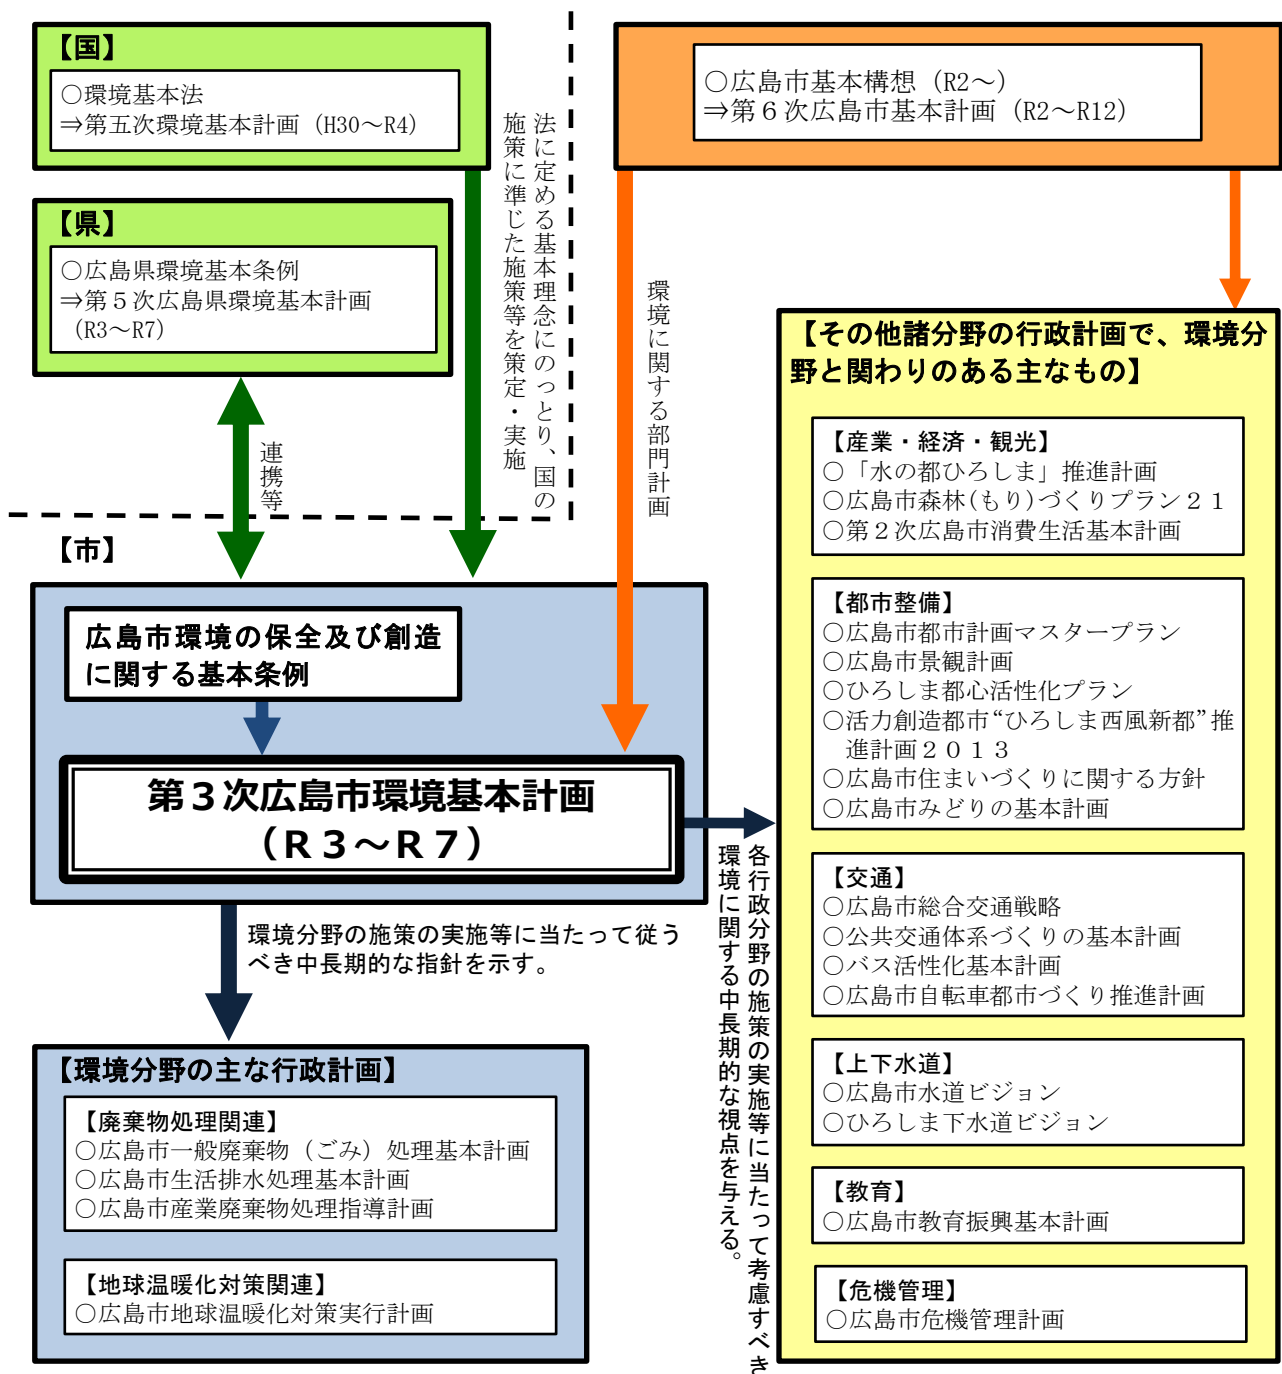 【国】
○環境基本法
⇒第五次環境基本計画（H30～R4）
【県】
○広島県環境基本条例
⇒第５次広島県環境基本計画
（R3～R7）
法に定める基本理念にのっとり、国の
施策に準じた施策等を策定・実施
連携等
○広島市基本構想（R2～）
⇒第６次広島市基本計画（R2～R12）
環境に関する部門計画
【市】
広島市環境の保全及び創造
に関する基本条例
第３次広島市環境基本計画
（Ｒ３～Ｒ７）
環境分野の施策の実施等に当たって従う
べき中長期的な指針を示す。
【環境分野の主な行政計画】
【廃棄物処理関連】
○広島市一般廃棄物（ごみ）処理基本計画
○広島市生活排水処理基本計画
○広島市産業廃棄物処理指導計画
【地球温暖化対策関連】
○広島市地球温暖化対策実行計画
各行政分野の施策の実施等に当たって考慮すべき
環境に関する中長期的な視点を与える。
【その他諸分野の行政計画で、環境分
野と関わりのある主なもの】
【産業・経済・観光】
○「水の都ひろしま」推進計画
○広島市森林(もり)づくりプラン２１
○第２次広島市消費生活基本計画
【都市整備】
○広島市都市計画マスタープラン
○広島市景観計画
○ひろしま都心活性化プラン
○活力創造都市“ひろしま西風新都”推
進計画２０１３
○広島市住まいづくりに関する方針
○広島市みどりの基本計画
【交通】
○広島市総合交通戦略
○公共交通体系づくりの基本計画
○バス活性化基本計画
○広島市自転車都市づくり推進計画
【上下水道】
○広島市水道ビジョン
○ひろしま下水道ビジョン
【教育】
○広島市教育振興基本計画
【危機管理】
○広島市危機管理計画